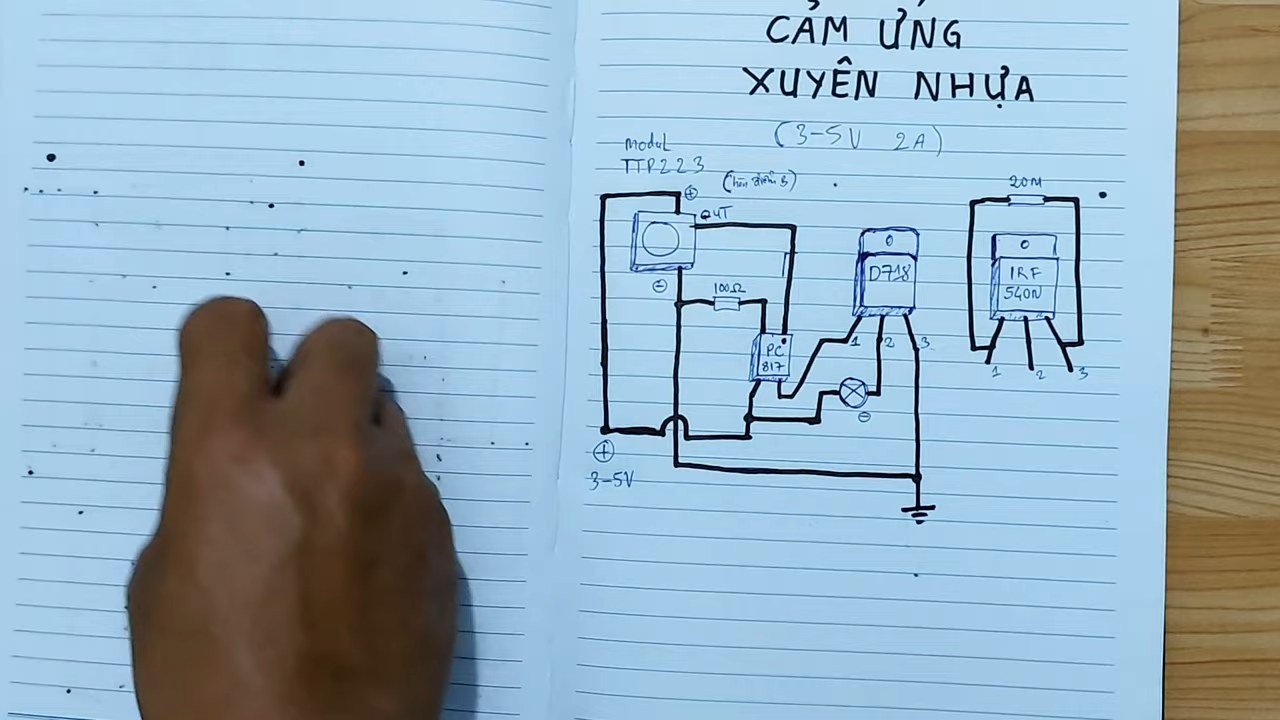 CẢM ỨNG
XUYÊN NHỰA
(3-5V 2A)
Modul
TTP223
⊕
OUT
⊖
100Ω
PC
817
D718
1 2 3
⊖
⊕
3-5V
20M
IRF
540N
1 2 3